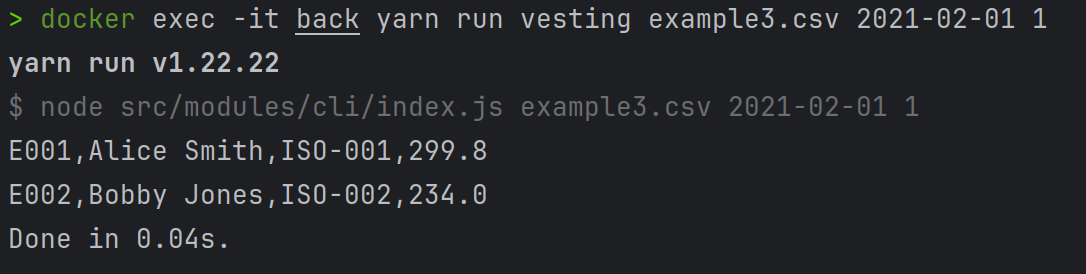 > docker exec -it back yarn run vesting example3.csv 2021-02-01 1
yarn run v1.22.22
$ node src/modules/cli/index.js example3.csv 2021-02-01 1
E001,Alice Smith,ISO-001,299.8
E002,Bobby Jones,ISO-002,234.0
Done in 0.04s.